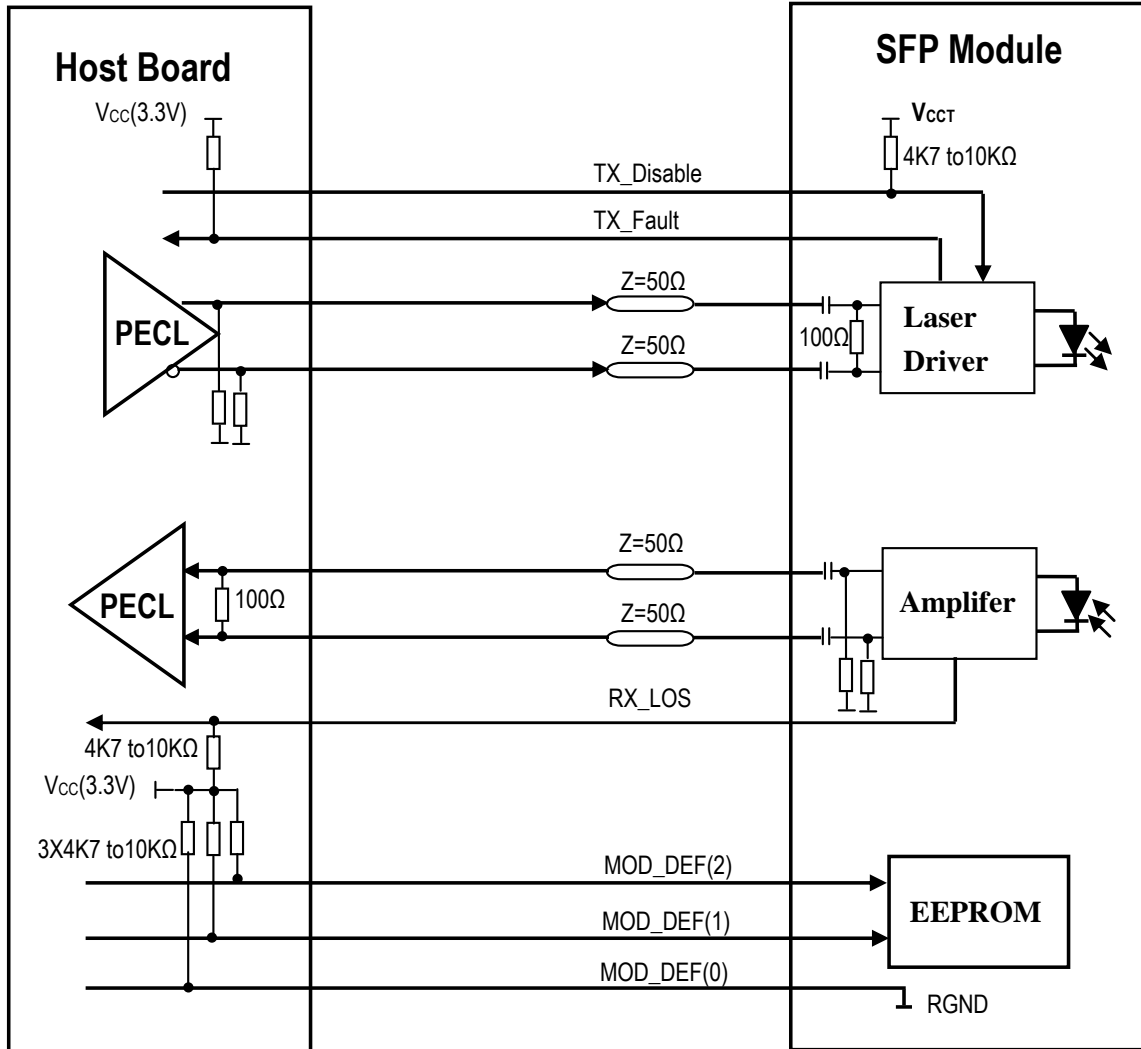 Host Board
SFP Module
Vcc(3.3V)
VCCT
4K7 to10KΩ
TX_Disable
TX_Fault
Z=50Ω
PECL
100Ω
Laser
Driver
Z=50Ω
Z=50Ω
PECL
100Ω
Amplifer
Z=50Ω
RX_LOS
4K7 to10KΩ
Vcc(3.3V)
3X4K7 to10KΩ
MOD_DEF(2)
EEPROM
MOD_DEF(1)
MOD_DEF(0)
RGND